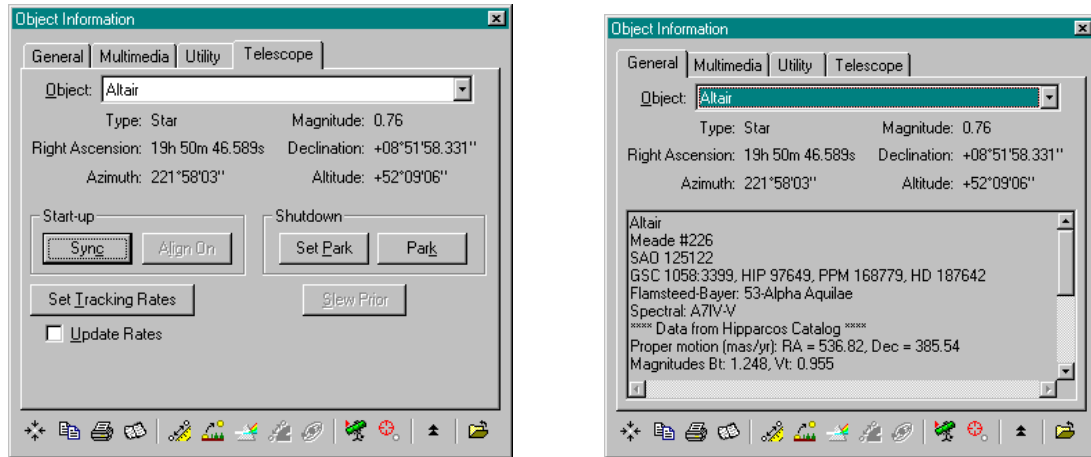 Object Information
General Multimedia Utility Telescope
Object: Altair
Type: Star Magnitude: 0.76
Right Ascension: 19h 50m 46.589s Declination: +08°51'58.331''
Azimuth: 221°58'03'' Altitude: +52°09'06''
Start-up Shutdown
Sync Align On Set Park Park
Set Tracking Rates Slew Prior
Update Rates
Object Information
General Multimedia Utility Telescope
Object: Altair
Type: Star Magnitude: 0.76
Right Ascension: 19h 50m 46.589s Declination: +08°51'58.331''
Azimuth: 221°58'03'' Altitude: +52°09'06''
Altair
Meade #226
SAO 125122
GSC 1058:3399, HIP 97649, PPM 168779, HD 187642
Flamsteed-Bayer: 53-Alpha Aquilae
Spectral: A7IV-V
**** Data from Hipparcos Catalog ****
Proper motion (mas/yr): RA = 536.82, Dec = 385.54
Magnitudes Bt: 1.248, Vt: 0.955